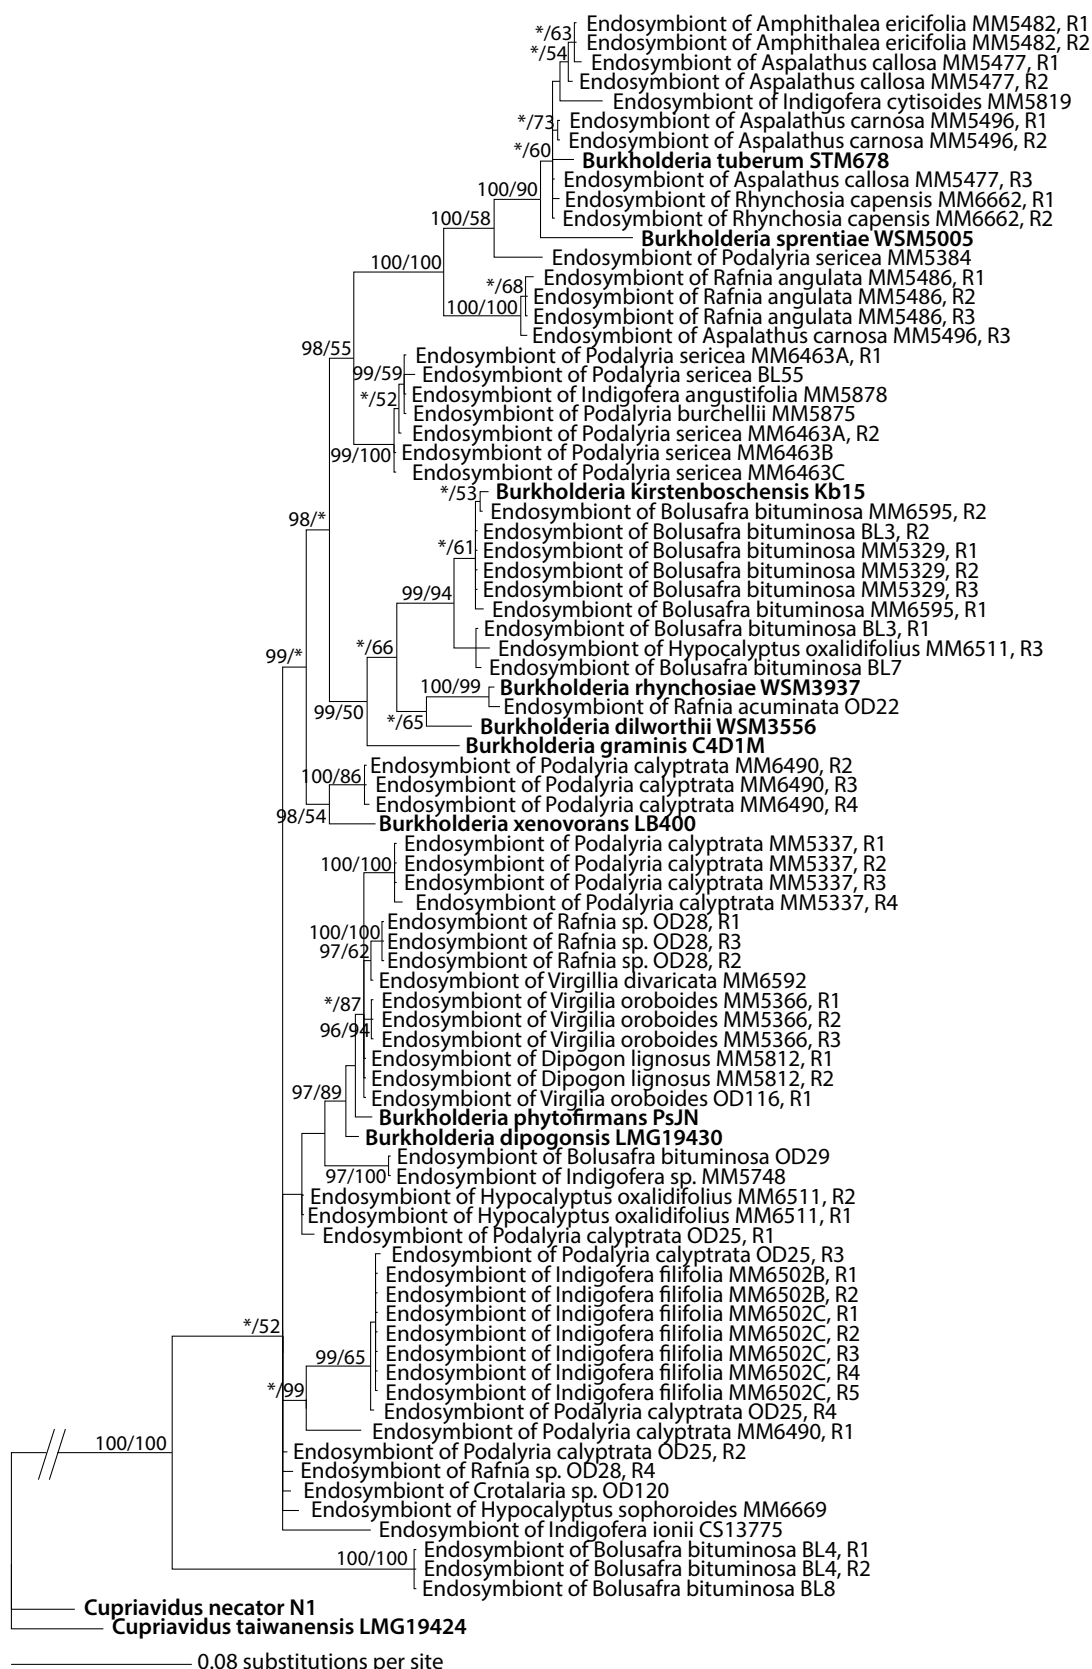 Endosymbiont of Amphithalea ericifolia MM5482, R1
*/63
Endosymbiont of Amphithalea ericifolia MM5482, R2
*/54
Endosymbiont of Aspalathus callosa MM5477, R1
Endosymbiont of Aspalathus callosa MM5477, R2
Endosymbiont of Indigofera cytisoides MM5819
*/73
Endosymbiont of Aspalathus carnosa MM5496, R1
Endosymbiont of Aspalathus carnosa MM5496, R2
*/60
Burkholderia tuberum STM678
Endosymbiont of Aspalathus callosa MM5477, R3
100/90
Endosymbiont of Rhynchosia capensis MM6662, R1
100/58
Endosymbiont of Rhynchosia capensis MM6662, R2
Burkholderia sprentiae WSM5005
Endosymbiont of Podalyria sericea MM5384
100/100
Endosymbiont of Rafnia angulata MM5486, R1
*/68
Endosymbiont of Rafnia angulata MM5486, R2
100/100
Endosymbiont of Rafnia angulata MM5486, R3
Endosymbiont of Aspalathus carnosa MM5496, R3
98/55
Endosymbiont of Podalyria sericea MM6463A, R1
99/59
Endosymbiont of Podalyria sericea BL55
*/52
Endosymbiont of Indigofera angustifolia MM5878
Endosymbiont of Podalyria burchellii MM5875
Endosymbiont of Podalyria sericea MM6463A, R2
99/100
Endosymbiont of Podalyria sericea MM6463B
Endosymbiont of Podalyria sericea MM6463C
*/53
Burkholderia kirstenboschensis Kb15
Endosymbiont of Bolusafra bituminosa MM6595, R2
98/*
Endosymbiont of Bolusafra bituminosa BL3, R2
*/61
Endosymbiont of Bolusafra bituminosa MM5329, R1
Endosymbiont of Bolusafra bituminosa MM5329, R2
99/94
Endosymbiont of Bolusafra bituminosa MM5329, R3
Endosymbiont of Bolusafra bituminosa MM6595, R1
Endosymbiont of Bolusafra bituminosa BL3, R1
*/66
Endosymbiont of Hypocalyptus oxalidifolius MM6511, R3
99/*
Endosymbiont of Bolusafra bituminosa BL7
100/99
Burkholderia rhynchosiae WSM3937
Endosymbiont of Rafnia acuminata OD22
99/50
*/65
Burkholderia dilworthii WSM3556
Burkholderia graminis C4D1M
Endosymbiont of Podalyria calyptrata MM6490, R2
100/86
Endosymbiont of Podalyria calyptrata MM6490, R3
Endosymbiont of Podalyria calyptrata MM6490, R4
98/54
Burkholderia xenovorans LB400
Endosymbiont of Podalyria calyptrata MM5337, R1
100/100
Endosymbiont of Podalyria calyptrata MM5337, R2
Endosymbiont of Podalyria calyptrata MM5337, R3
Endosymbiont of Podalyria calyptrata MM5337, R4
Endosymbiont of Rafnia sp. OD28, R1
100/100
Endosymbiont of Rafnia sp. OD28, R3
97/62
Endosymbiont of Rafnia sp. OD28, R2
Endosymbiont of Virgillia divaricata MM6592
*/87
Endosymbiont of Virgilia oroboides MM5366, R1
Endosymbiont of Virgilia oroboides MM5366, R2
96/94
Endosymbiont of Virgilia oroboides MM5366, R3
Endosymbiont of Dipogon lignosus MM5812, R1
Endosymbiont of Dipogon lignosus MM5812, R2
97/89
Endosymbiont of Virgilia oroboides OD116, R1
Burkholderia phytofirmans PsJN
Burkholderia dipogonsis LMG19430
Endosymbiont of Bolusafra bituminosa OD29
97/100
Endosymbiont of Indigofera sp. MM5748
Endosymbiont of Hypocalyptus oxalidifolius MM6511, R2
Endosymbiont of Hypocalyptus oxalidifolius MM6511, R1
Endosymbiont of Podalyria calyptrata OD25, R1
Endosymbiont of Podalyria calyptrata OD25, R3
Endosymbiont of Indigofera filifolia MM6502B, R1
Endosymbiont of Indigofera filifolia MM6502B, R2
Endosymbiont of Indigofera filifolia MM6502C, R1
*/52
Endosymbiont of Indigofera filifolia MM6502C, R2
99/65
Endosymbiont of Indigofera filifolia MM6502C, R3
Endosymbiont of Indigofera filifolia MM6502C, R4
*/99
Endosymbiont of Indigofera filifolia MM6502C, R5
Endosymbiont of Podalyria calyptrata OD25, R4
Endosymbiont of Podalyria calyptrata MM6490, R1
100/100
Endosymbiont of Podalyria calyptrata OD25, R2
Endosymbiont of Rafnia sp. OD28, R4
Endosymbiont of Crotalaria sp. OD120
Endosymbiont of Hypocalyptus sophoroides MM6669
Endosymbiont of Indigofera ionii CS13775
Endosymbiont of Bolusafra bituminosa BL4, R1
100/100
Endosymbiont of Bolusafra bituminosa BL4, R2
Endosymbiont of Bolusafra bituminosa BL8
Cupriavidus necator N1
Cupriavidus taiwanensis LMG19424
0.08 substitutions per site